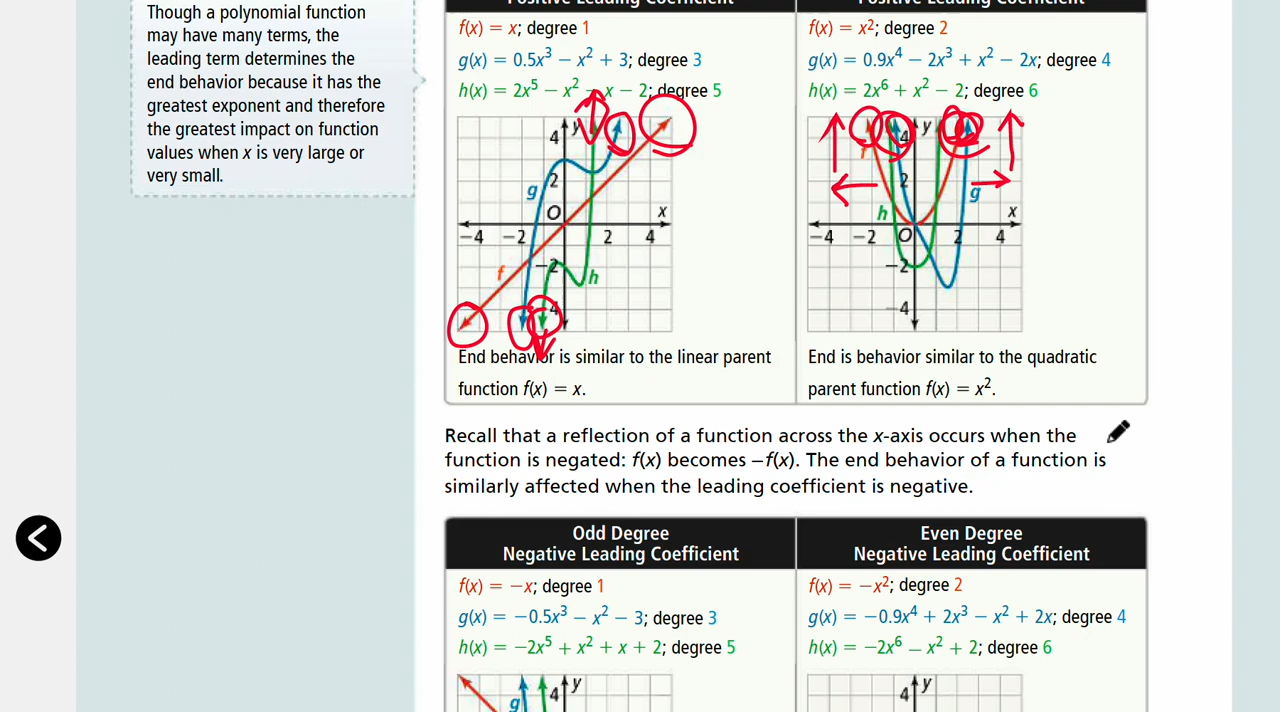 Though a polynomial function
may have many terms, the
leading term determines the
end behavior because it has the
greatest exponent and therefore
the greatest impact on function
values when x is very large or
very small.
Positive Leading Coefficient
f(x) = x; degree 1
g(x) = 0.5x³ − x² + 3; degree 3
h(x) = 2x⁵ − x² − x − 2; degree 5
4 y
2
g
O x
−4 −2 2 4
f −2 h
4
End behavior is similar to the linear parent
function f(x) = x.
Positive Leading Coefficient
f(x) = x²; degree 2
g(x) = 0.9x⁴ − 2x³ + x² − 2x; degree 4
h(x) = 2x⁶ + x² − 2; degree 6
4 y
f
2 g
h x
−4 −2 O 2 4
−2
−4
End is behavior similar to the quadratic
parent function f(x) = x².
Recall that a reflection of a function across the x-axis occurs when the
function is negated: f(x) becomes −f(x). The end behavior of a function is
similarly affected when the leading coefficient is negative.
Odd Degree
Negative Leading Coefficient
f(x) = −x; degree 1
g(x) = −0.5x³ − x² − 3; degree 3
h(x) = −2x⁵ + x² + x + 2; degree 5
4 y
g
Even Degree
Negative Leading Coefficient
f(x) = −x²; degree 2
g(x) = −0.9x⁴ + 2x³ − x² + 2x; degree 4
h(x) = −2x⁶ − x² + 2; degree 6
4 y